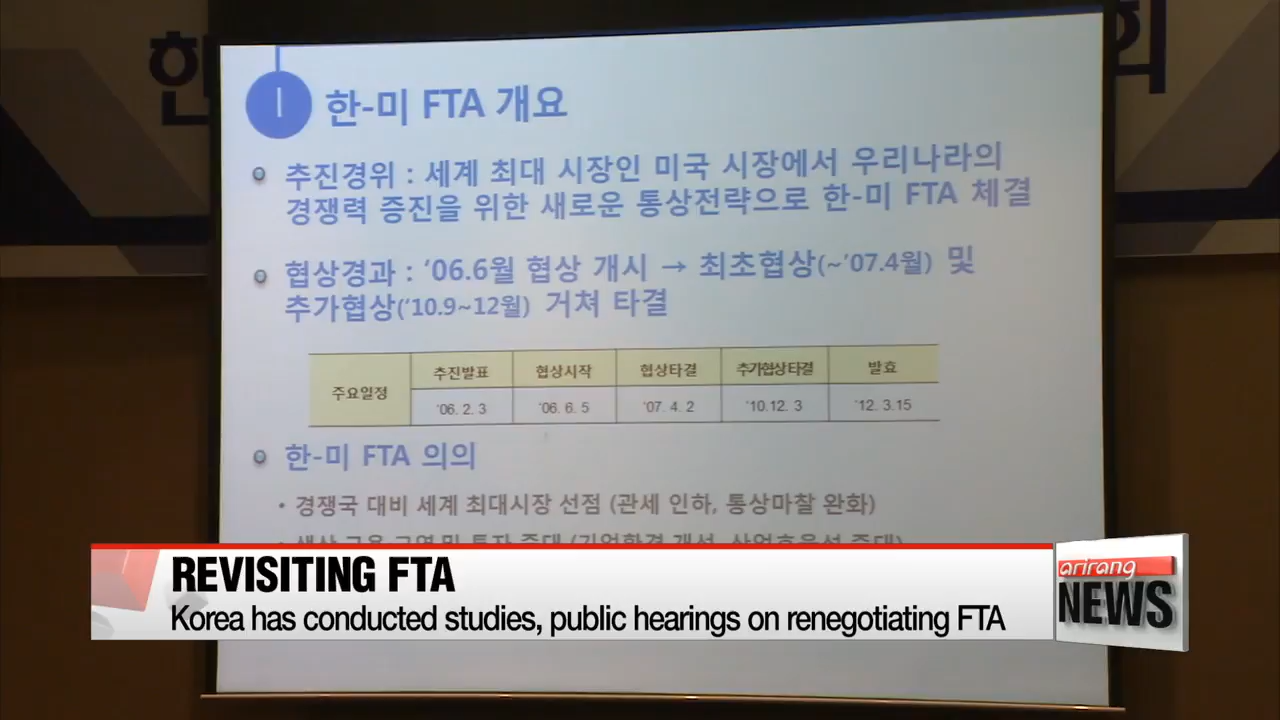 한
회
I
한-미 FTA 개요
추진경위 : 세계 최대 시장인 미국 시장에서 우리나라의
경쟁력 증진을 위한 새로운 통상전략으로 한-미 FTA 체결
협상경과 : ‘06.6월 협상 개시 → 최초협상(~’07.4월) 및
추가협상(’10.9~12월) 거쳐 타결
주요일정 추진발표 협상시작 협상타결 추가협상타결 발효
‘06. 2. 3 ‘06. 6. 5 ‘07. 4. 2 ‘10.12. 3 ‘12. 3.15
한-미 FTA 의의
• 경쟁국 대비 세계 최대시장 선점 (관세 인하, 통상마찰 완화)
REVISITING FTA
Korea has conducted studies, public hearings on renegotiating FTA
arirang
NEWS